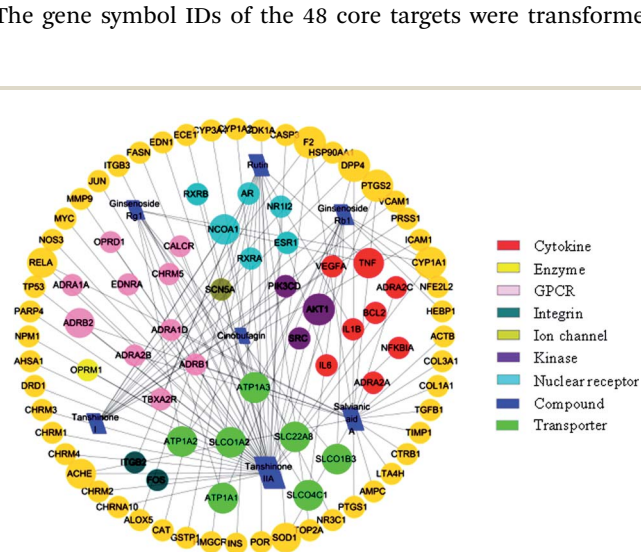 The gene symbol IDs of the 48 core targets were transforme
CYP1A2
CDK1A
CASP3
F2
HSP90AA1
DPP4
PTGS2
VCAM1
PRSS1
ICAM1
CYP1A1
NFE2L2
HEBP1
ACTB
COL3A1
COL1A1
TGFB1
TIMP1
CTRB1
LTA4H
AMPC
PTGS1
NR3C1
TOP2A
SOD1
POR
INS
HMGCR
GSTP1
CAT
ALOX5
CHRNA10
CHRM2
ACHE
CHRM4
CHRM1
CHRM3
DRD1
AHSA1
NPM1
PARP4
TP53
RELA
NOS3
MYC
MMP9
JUN
ITGB3
FASN
EDN1
ECE1
CYP3A4
Rutin
RXRB
AR
NR1I2
Ginsenoside
Rg1
Ginsenoside
Rb1
NCOA1
ESR1
RXRA
OPRD1
CALCR
CHRM5
EDNRA
ADRA1A
ADRB2
ADRA1D
ADRA2B
ADRB1
OPRM1
TBXA2R
SCN5A
PIK3CD
AKT1
SRC
VEGFA
TNF
ADRA2C
BCL2
IL1B
NFKBIA
IL6
ADRA2A
Cinobulagin
ATP1A3
Tanshinone
I
Salvianic
aid
A
ATP1A2
SLCO1A2
SLC22A8
SLCO1B3
Tanshinone
IIA
ITGB2
FOS
ATP1A1
SLCO4C1
Cytokine
Enzyme
GPCR
Integrin
Ion channel
Kinase
Nuclear receptor
Compound
Transporter